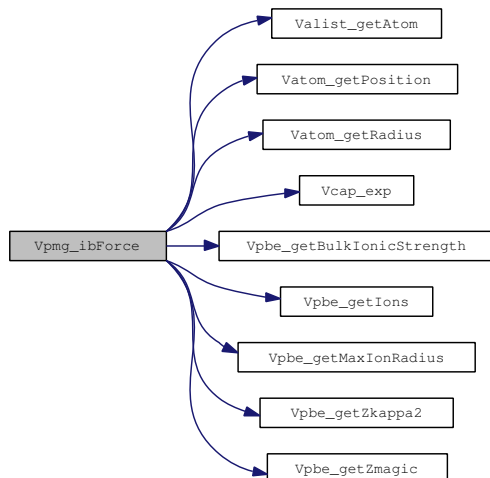 Valist_getAtom
Vatom_getPosition
Vatom_getRadius
Vcap_exp
Vpmg_ibForce
Vpbe_getBulkIonicStrength
Vpbe_getIons
Vpbe_getMaxIonRadius
Vpbe_getZkappa2
Vpbe_getZmagic